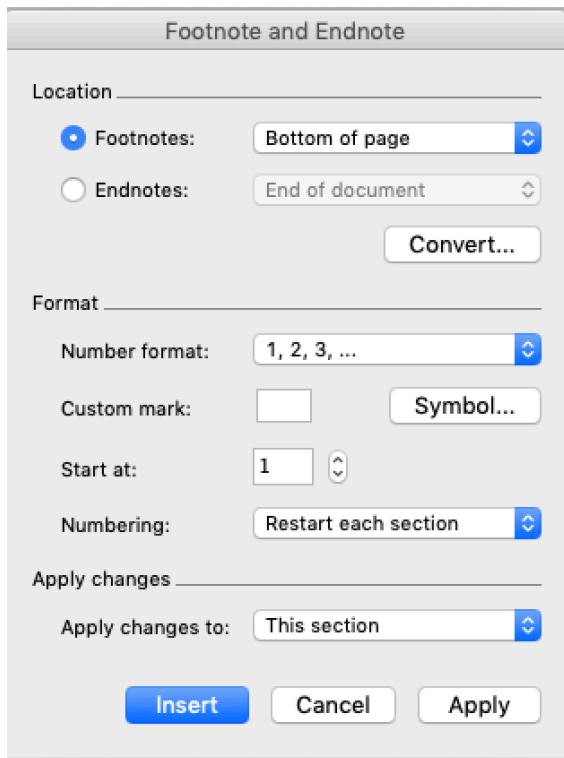 Footnote and Endnote
Location
Footnotes: Bottom of page
Endnotes: End of document
Convert...
Format
Number format: 1, 2, 3, ...
Custom mark: Symbol...
Start at: 1
Numbering: Restart each section
Apply changes
Apply changes to: This section
Insert Cancel Apply